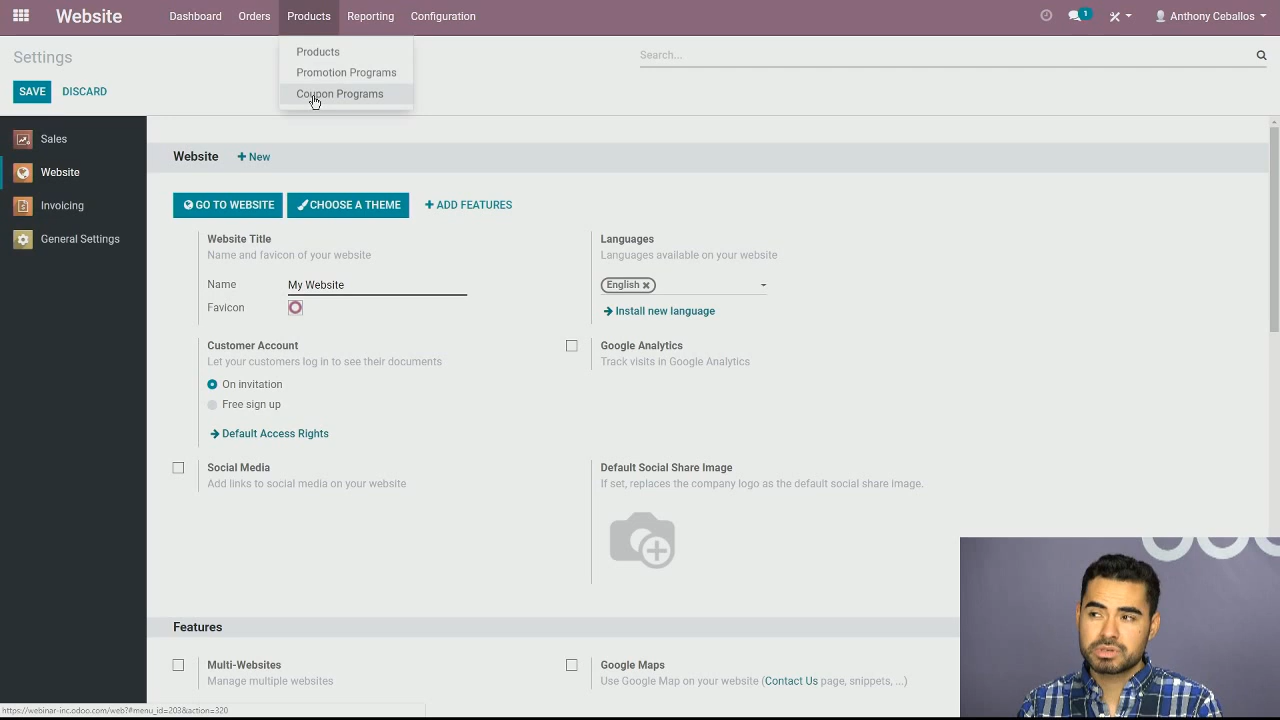 Website
Dashboard
Orders
Products
Reporting
Configuration
1
Anthony Ceballos
Products
Promotion Programs
Coupon Programs
Settings
Search...
SAVE
DISCARD
Sales
Website
Invoicing
General Settings
Website
+ New
GO TO WEBSITE
CHOOSE A THEME
+ ADD FEATURES
Website Title
Name and favicon of your website
Name
My Website
Favicon
Languages
Languages available on your website
English
Install new language
Customer Account
Let your customers log in to see their documents
On invitation
Free sign up
Default Access Rights
Google Analytics
Track visits in Google Analytics
Social Media
Add links to social media on your website
Default Social Share Image
If set, replaces the company logo as the default social share image.
Features
Multi-Websites
Manage multiple websites
Google Maps
Use Google Map on your website (Contact Us page, snippets, ...)
https://webinar-inc.odoo.com/web?#menu_id=203&action=320